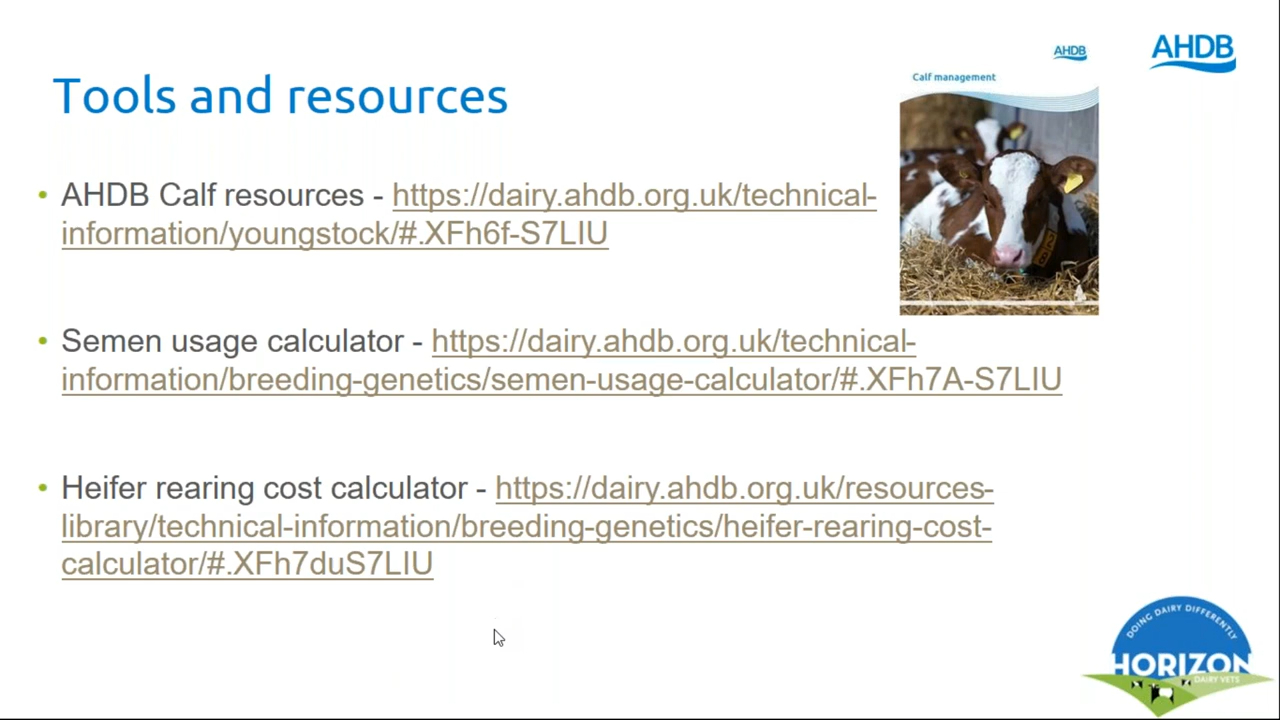 AHDB
AHDB
Calf management
Tools and resources
• AHDB Calf resources - https://dairy.ahdb.org.uk/technical-
information/youngstock/#.XFh6f-S7LIU
• Semen usage calculator - https://dairy.ahdb.org.uk/technical-
information/breeding-genetics/semen-usage-calculator/#.XFh7A-S7LIU
• Heifer rearing cost calculator - https://dairy.ahdb.org.uk/resources-
library/technical-information/breeding-genetics/heifer-rearing-cost-
calculator/#.XFh7duS7LIU
DOING DAIRY DIFFERENTLY
HORIZON
DAIRY VETS